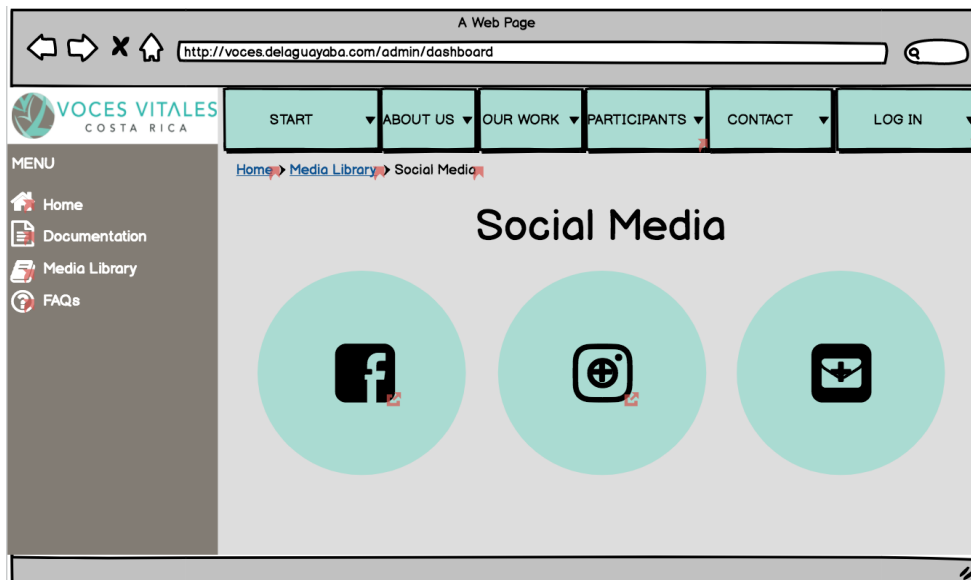 A Web Page
http://voces.delaguayaba.com/admin/dashboard
VOCES VITALES
COSTA RICA
START
ABOUT US
OUR WORK
PARTICIPANTS
CONTACT
LOG IN
MENU
Home > Media Library > Social Media
Home
Documentation
Media Library
FAQs
Social Media